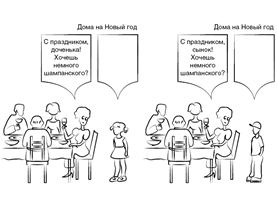 Дома на Новый год
С праздником,
доченька!
Хочешь
немного
шампанского?
Дома на Новый год
С праздником,
сынок!
Хочешь
немного
шампанского?